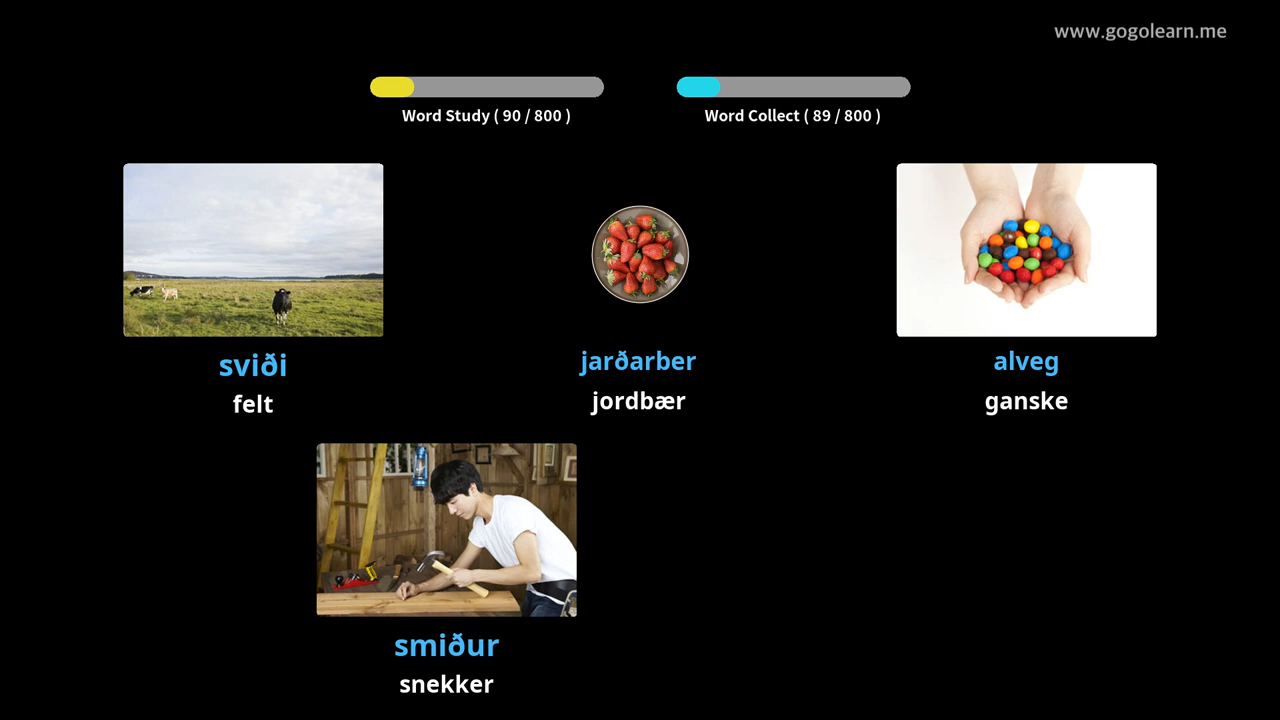 www.gogolearn.me
Word Study ( 90 / 800 )
Word Collect ( 89 / 800 )
sviði
felt
jarðarber
jordbær
alveg
ganske
smiður
snekker